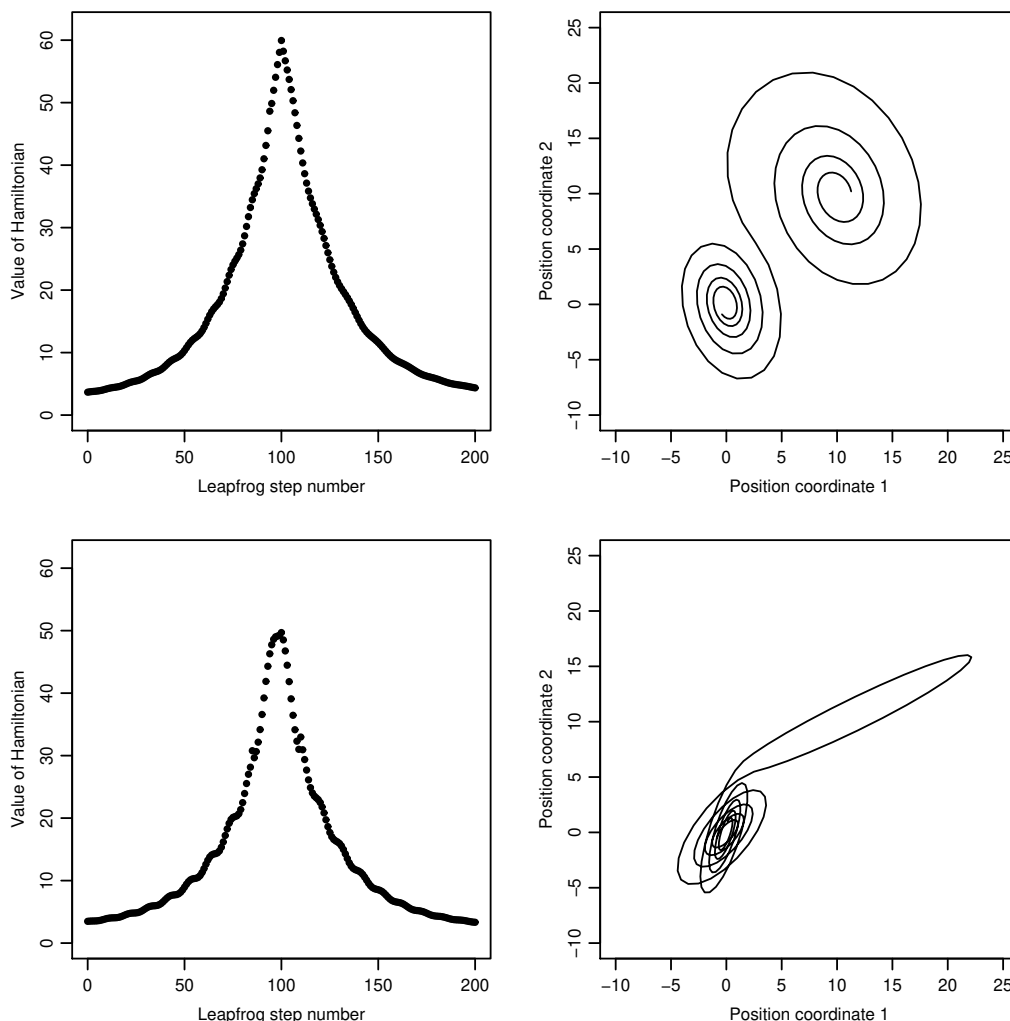 Value of Hamiltonian
0 10 20 30 40 50 60
0 50 100 150 200
Leapfrog step number
Position coordinate 2
−10 −5 0 5 10 15 20 25
−10 −5 0 5 10 15 20 25
Position coordinate 1
Value of Hamiltonian
0 10 20 30 40 50 60
0 50 100 150 200
Leapfrog step number
Position coordinate 2
−10 −5 0 5 10 15 20 25
−10 −5 0 5 10 15 20 25
Position coordinate 1